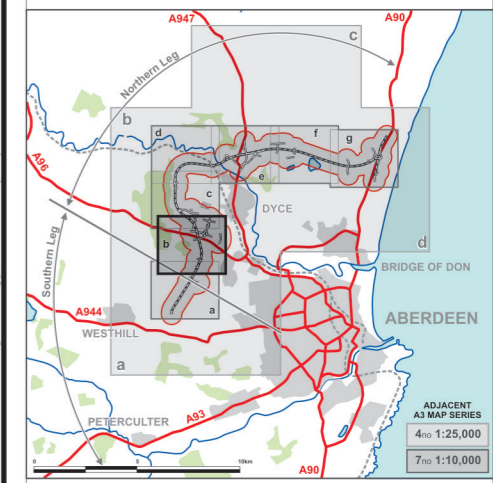 A947
A90
c
Northern Leg
b
d
f
g
A96
e
c
DYCE
b
d
Southern Leg
BRIDGE OF DON
a
A944
ABERDEEN
WESTHILL
a
ADJACENT
A3 MAP SERIES
A93
4no 1:25,000
PETERCULTER
7no 1:10,000
0 5 10km
A90